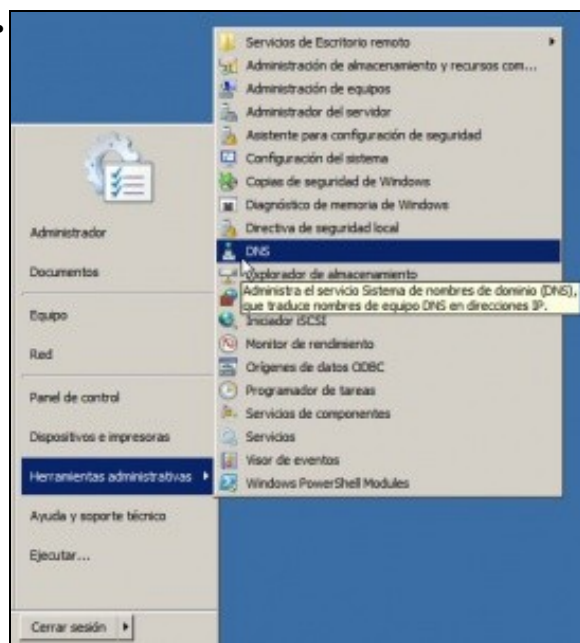 Servicios de Escritorio remoto
Administración de almacenamiento y recursos com...
Administración de equipos
Administrador del servidor
Asistente para configuración de seguridad
Configuración del sistema
Copias de seguridad de Windows
Diagnóstico de memoria de Windows
Directiva de seguridad local
DNS
Explorador de almacenamiento
Administra el servicio Sistema de nombres de dominio (DNS),
que traduce nombres de equipo DNS en direcciones IP.
Iniciador iSCSI
Monitor de rendimiento
Orígenes de datos ODBC
Programador de tareas
Servicios de componentes
Servicios
Visor de eventos
Windows PowerShell Modules
Administrador
Documentos
Equipo
Red
Panel de control
Dispositivos e impresoras
Herramientas administrativas
Ayuda y soporte técnico
Ejecutar...
Cerrar sesión